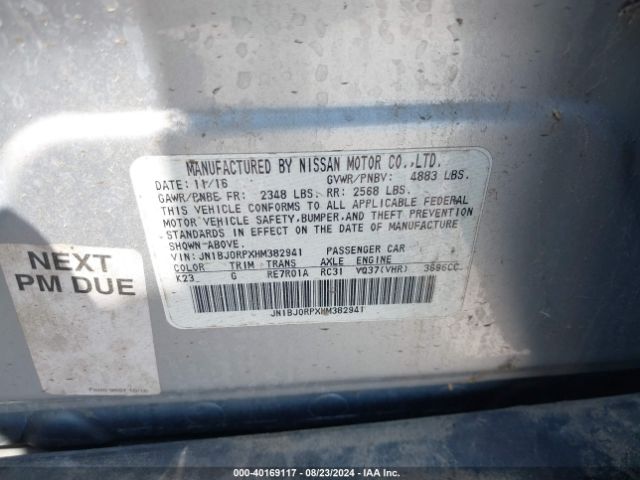 MANUFACTURED BY NISSAN MOTOR CO.,LTD.
DATE: 11/16 GVWR/PNBV: 4883 LBS.
GAWR/PNBE FR: 2348 LBS. RR: 2568 LBS.
THIS VEHICLE CONFORMS TO ALL APPLICABLE FEDERAL
MOTOR VEHICLE SAFETY, BUMPER, AND THEFT PREVENTION
STANDARDS IN EFFECT ON THE DATE OF MANUFACTURE
SHOWN ABOVE.
VIN: JN1BJ0RPXHM382941 PASSENGER CAR
COLOR TRIM TRANS AXLE ENGINE
K23 G RE7R01A RC31 VQ37(VHR) 3696CC
JN1BJ0RPXHM382941
NEXT
PM DUE
000-40169117 - 08/23/2024 - IAA Inc.